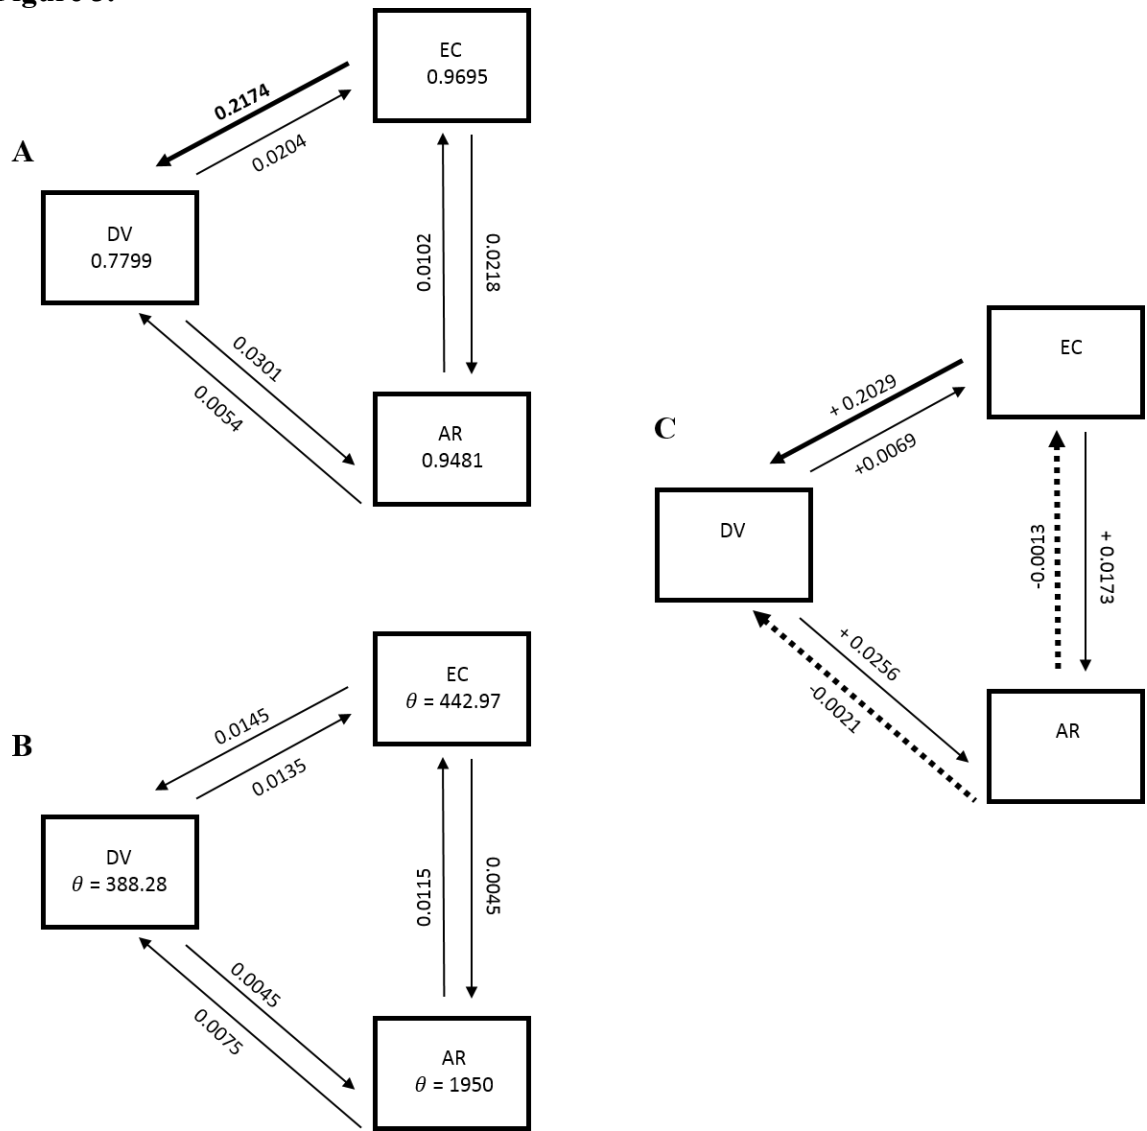 A
EC
0.9695
0.2174
0.0204
DV
0.7799
0.0102
0.0218
0.0301
0.0054
AR
0.9481
B
EC
θ = 442.97
0.0145
0.0135
DV
θ = 388.28
0.0115
0.0045
0.0045
0.0075
AR
θ = 1950
C
EC
+ 0.2029
+0.0069
DV
-0.0013
+ 0.0173
+ 0.0256
-0.0021
AR